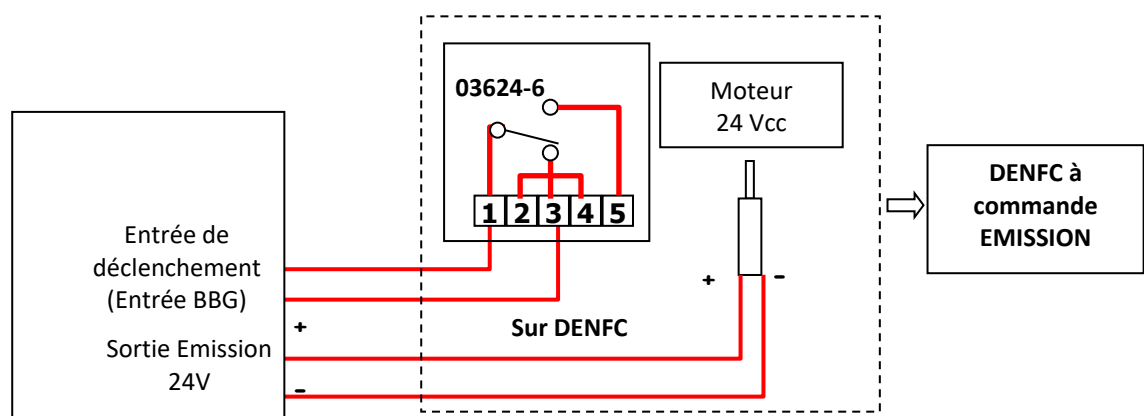 03624-6
1 2 3 4 5
Moteur
24 Vcc
DENFC à
commande
EMISSION
Entrée de
déclenchement
(Entrée BBG)
+
Sortie Emission
24V
-
+ -
Sur DENFC